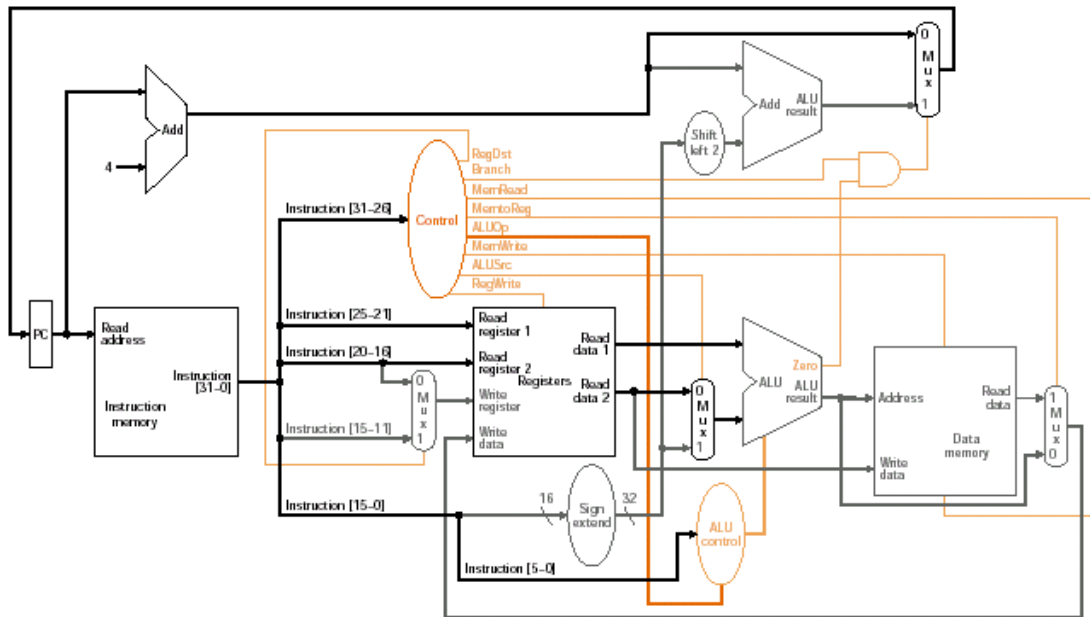 0
M
u
x
1
Add
ALU
result
Add
4
Shift
left 2
RegDst
Branch
MemRead
MemtoReg
ALUOp
MemWrite
ALUSrc
RegWrite
Control
Instruction [31–26]
Instruction [25–21]
Instruction [20–16]
Instruction [15–11]
Instruction [15–0]
Instruction [5–0]
PC
Read
address
Instruction
[31–0]
Instruction
memory
0
M
u
x
1
Read
register 1
Read
register 2
Registers
Write
register
Write
data
Read
data 1
Read
data 2
0
M
u
x
1
Zero
ALU
ALU
result
Address
Read
data
Data
memory
Write
data
1
M
u
x
0
16
Sign
extend
32
ALU
control